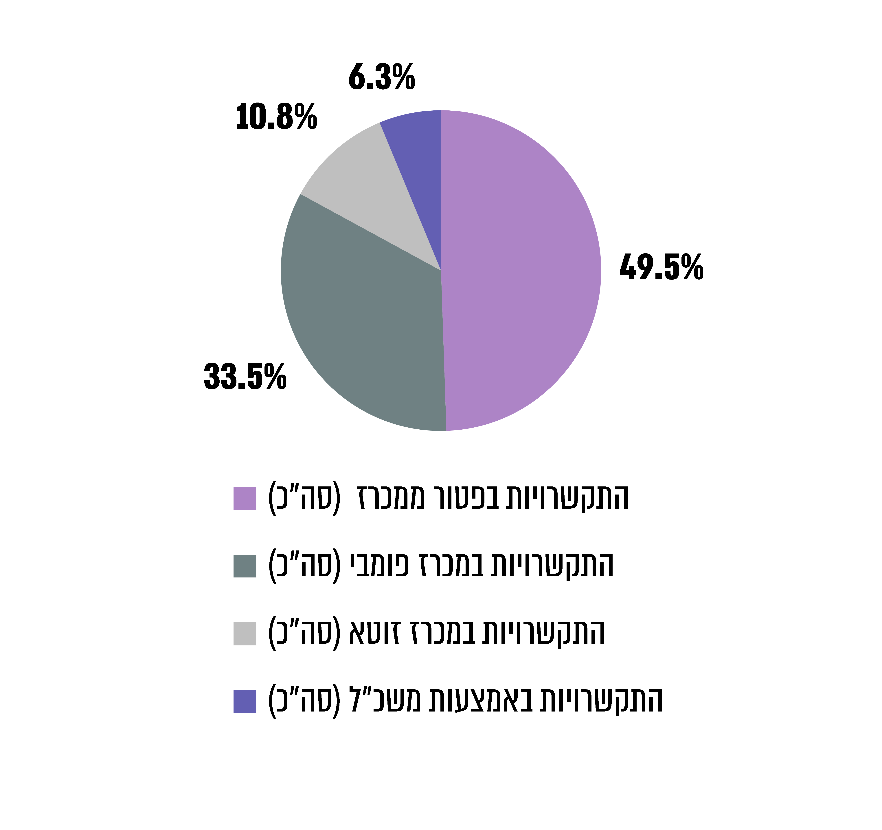 6.3%
10.8%
49.5%
33.5%
התקשרויות בפטור ממכרז (סה"כ)
התקשרויות במכרז פומבי (סה"כ)
התקשרויות במכרז זוטא (סה"כ)
התקשרויות באמצעות משכ"ל (סה"כ)